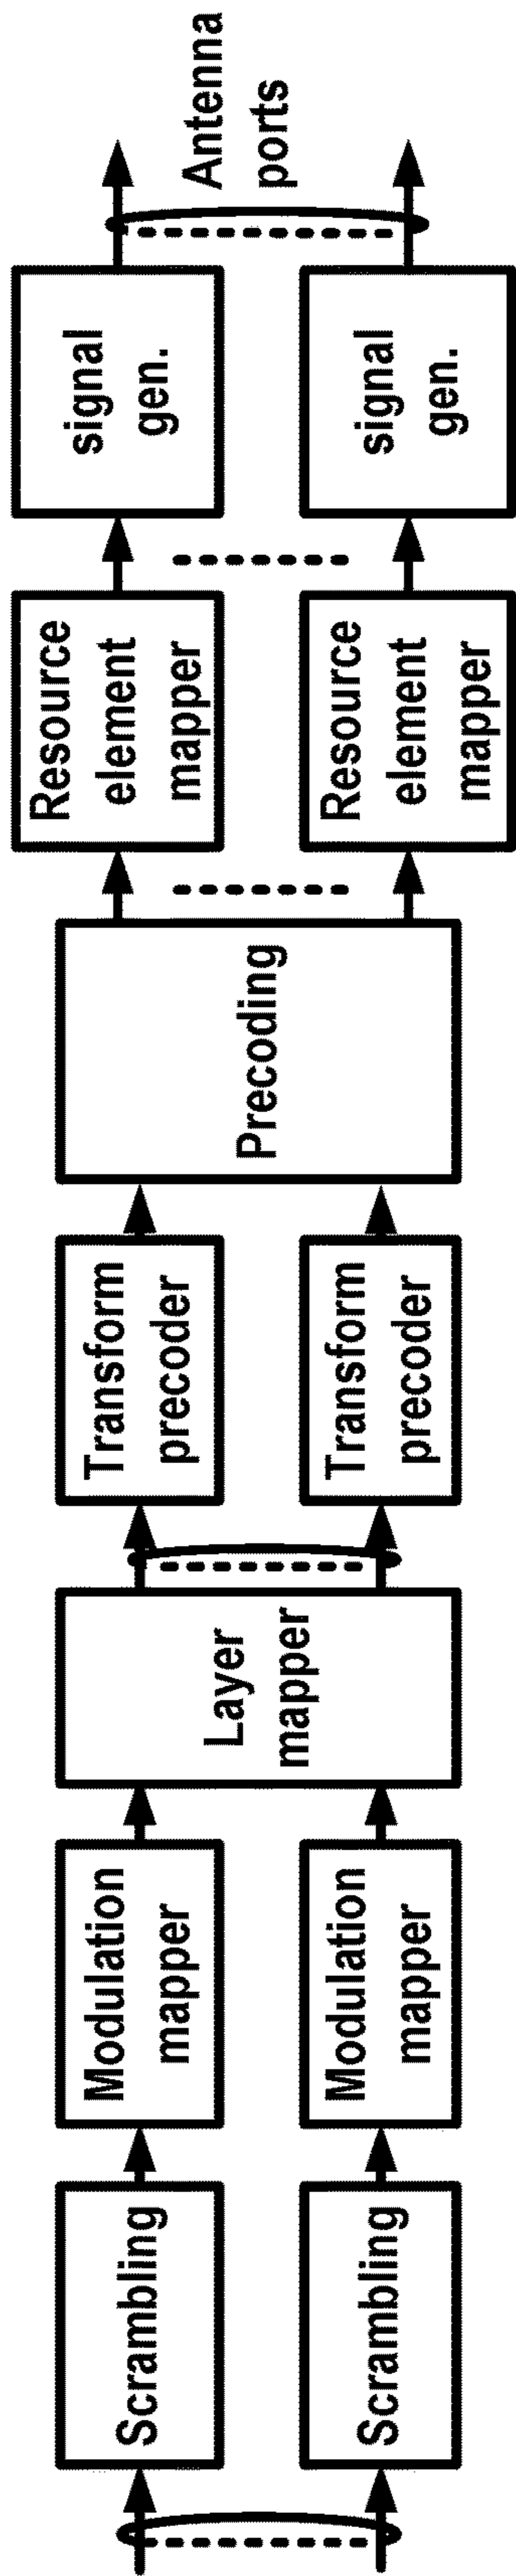 Scrambling
Scrambling
Modulation
mapper
Modulation
mapper
Layer
mapper
Transform
precoder
Transform
precoder
Precoding
Resource
element
mapper
Resource
element
mapper
signal
gen.
signal
gen.
Antenna
ports